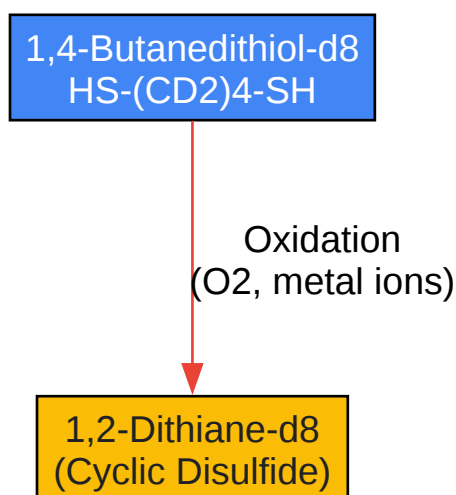 1,4-Butanedithiol-d8
HS-(CD2)4-SH
Oxidation
(O2, metal ions)
1,2-Dithiane-d8
(Cyclic Disulfide)